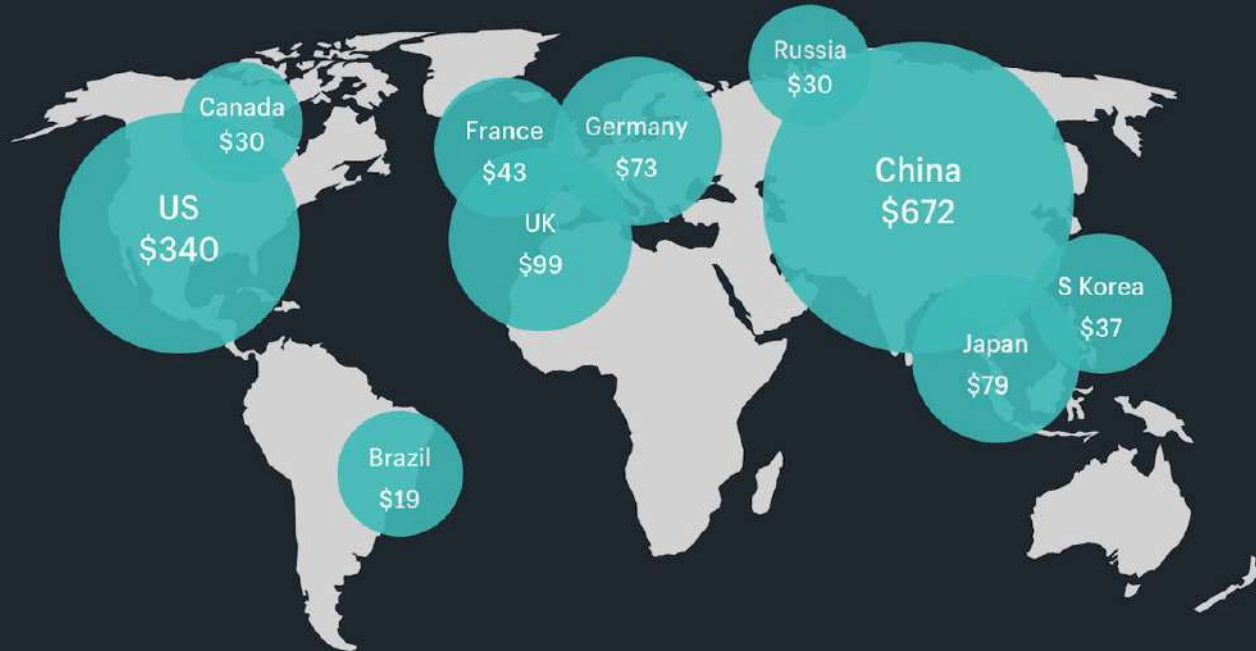 Russia
$30
Canada
$30
France
$43
Germany
$73
China
$672
US
$340
UK
$99
S Korea
$37
Japan
$79
Brazil
$19